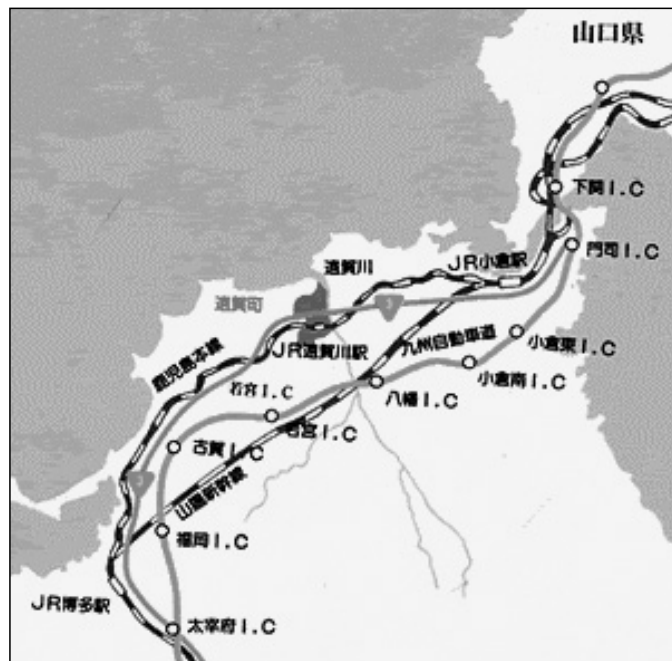 山口県
下関I.C
門司I.C
遠賀川
JR小倉駅
遠賀町
3
鹿児島本線
JR遠賀川駅
九州自動車道
小倉東I.C
小倉南I.C
若宮I.C
八幡I.C
若宮I.C
古賀I.C
山陽新幹線
3
福岡I.C
JR博多駅
太宰府I.C